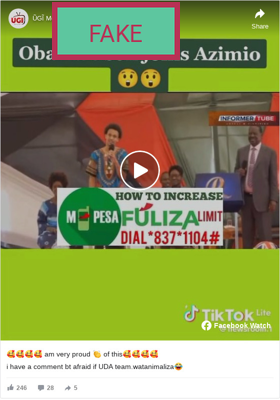 UGI
FAKE
Share
Azimio
INFORMER TUBE
HOW TO INCREASE
M PESA FULIZA LIMIT
DIAL*837*1104#
TikTok Lite
Facebook Watch
🥰🥰🥰🥰 am very proud 👏 of this🥰🥰🥰🥰
i have a comment bt afraid if UDA team.watanimaliza😂
246 28 5